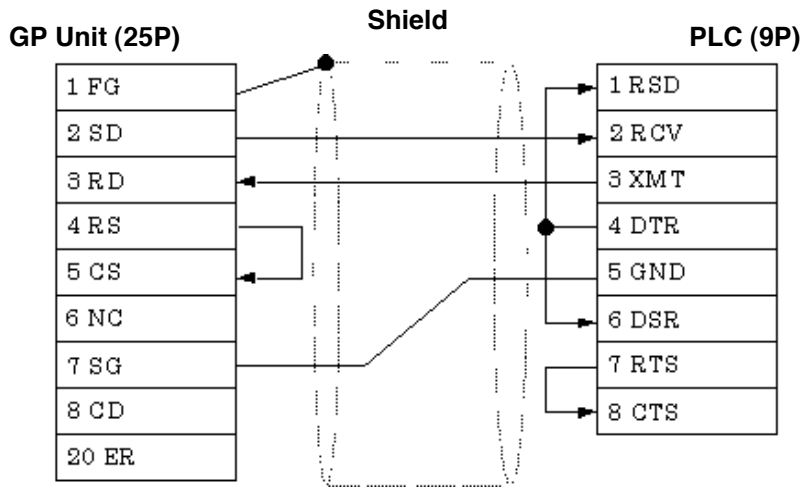 Shield
GP Unit (25P)
PLC (9P)
1 FG
2 SD
3 RD
4 RS
5 CS
6 NC
7 SG
8 CD
20 ER
1 RSD
2 RCV
3 XMT
4 DTR
5 GND
6 DSR
7 RTS
8 CTS